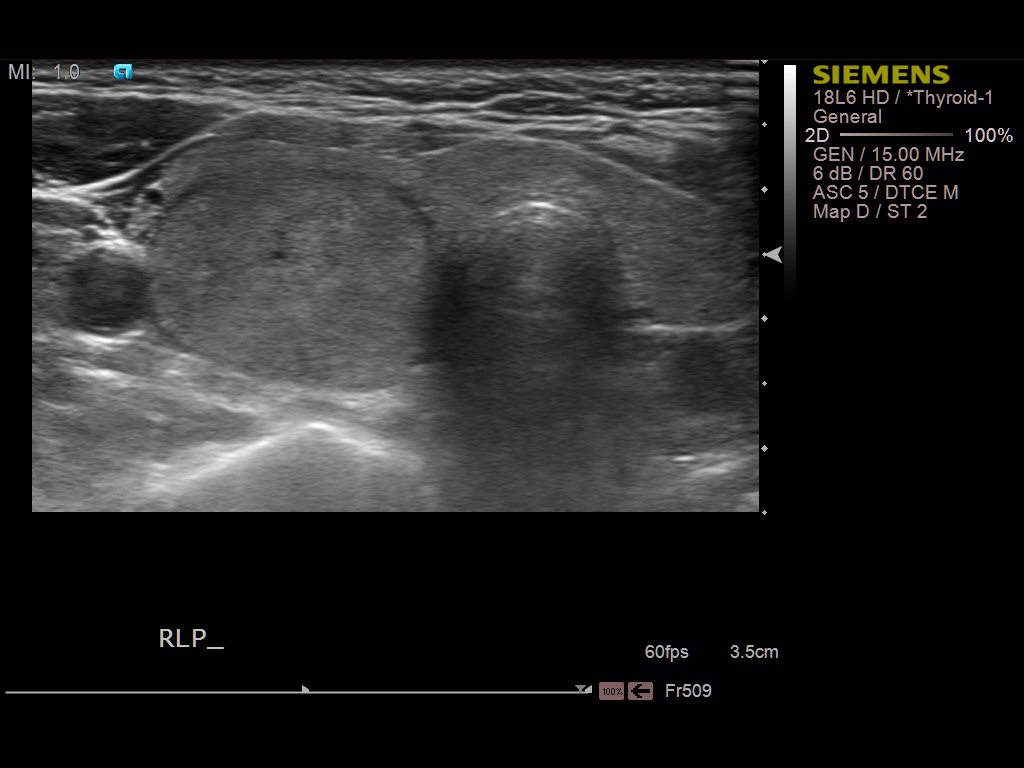 MI: 1.0
SIEMENS
18L6 HD / *Thyroid-1
General
2D 100%
GEN / 15.00 MHz
6 dB / DR 60
ASC 5 / DTCE M
Map D / ST 2
RLP_
60fps 3.5cm
100% Fr509